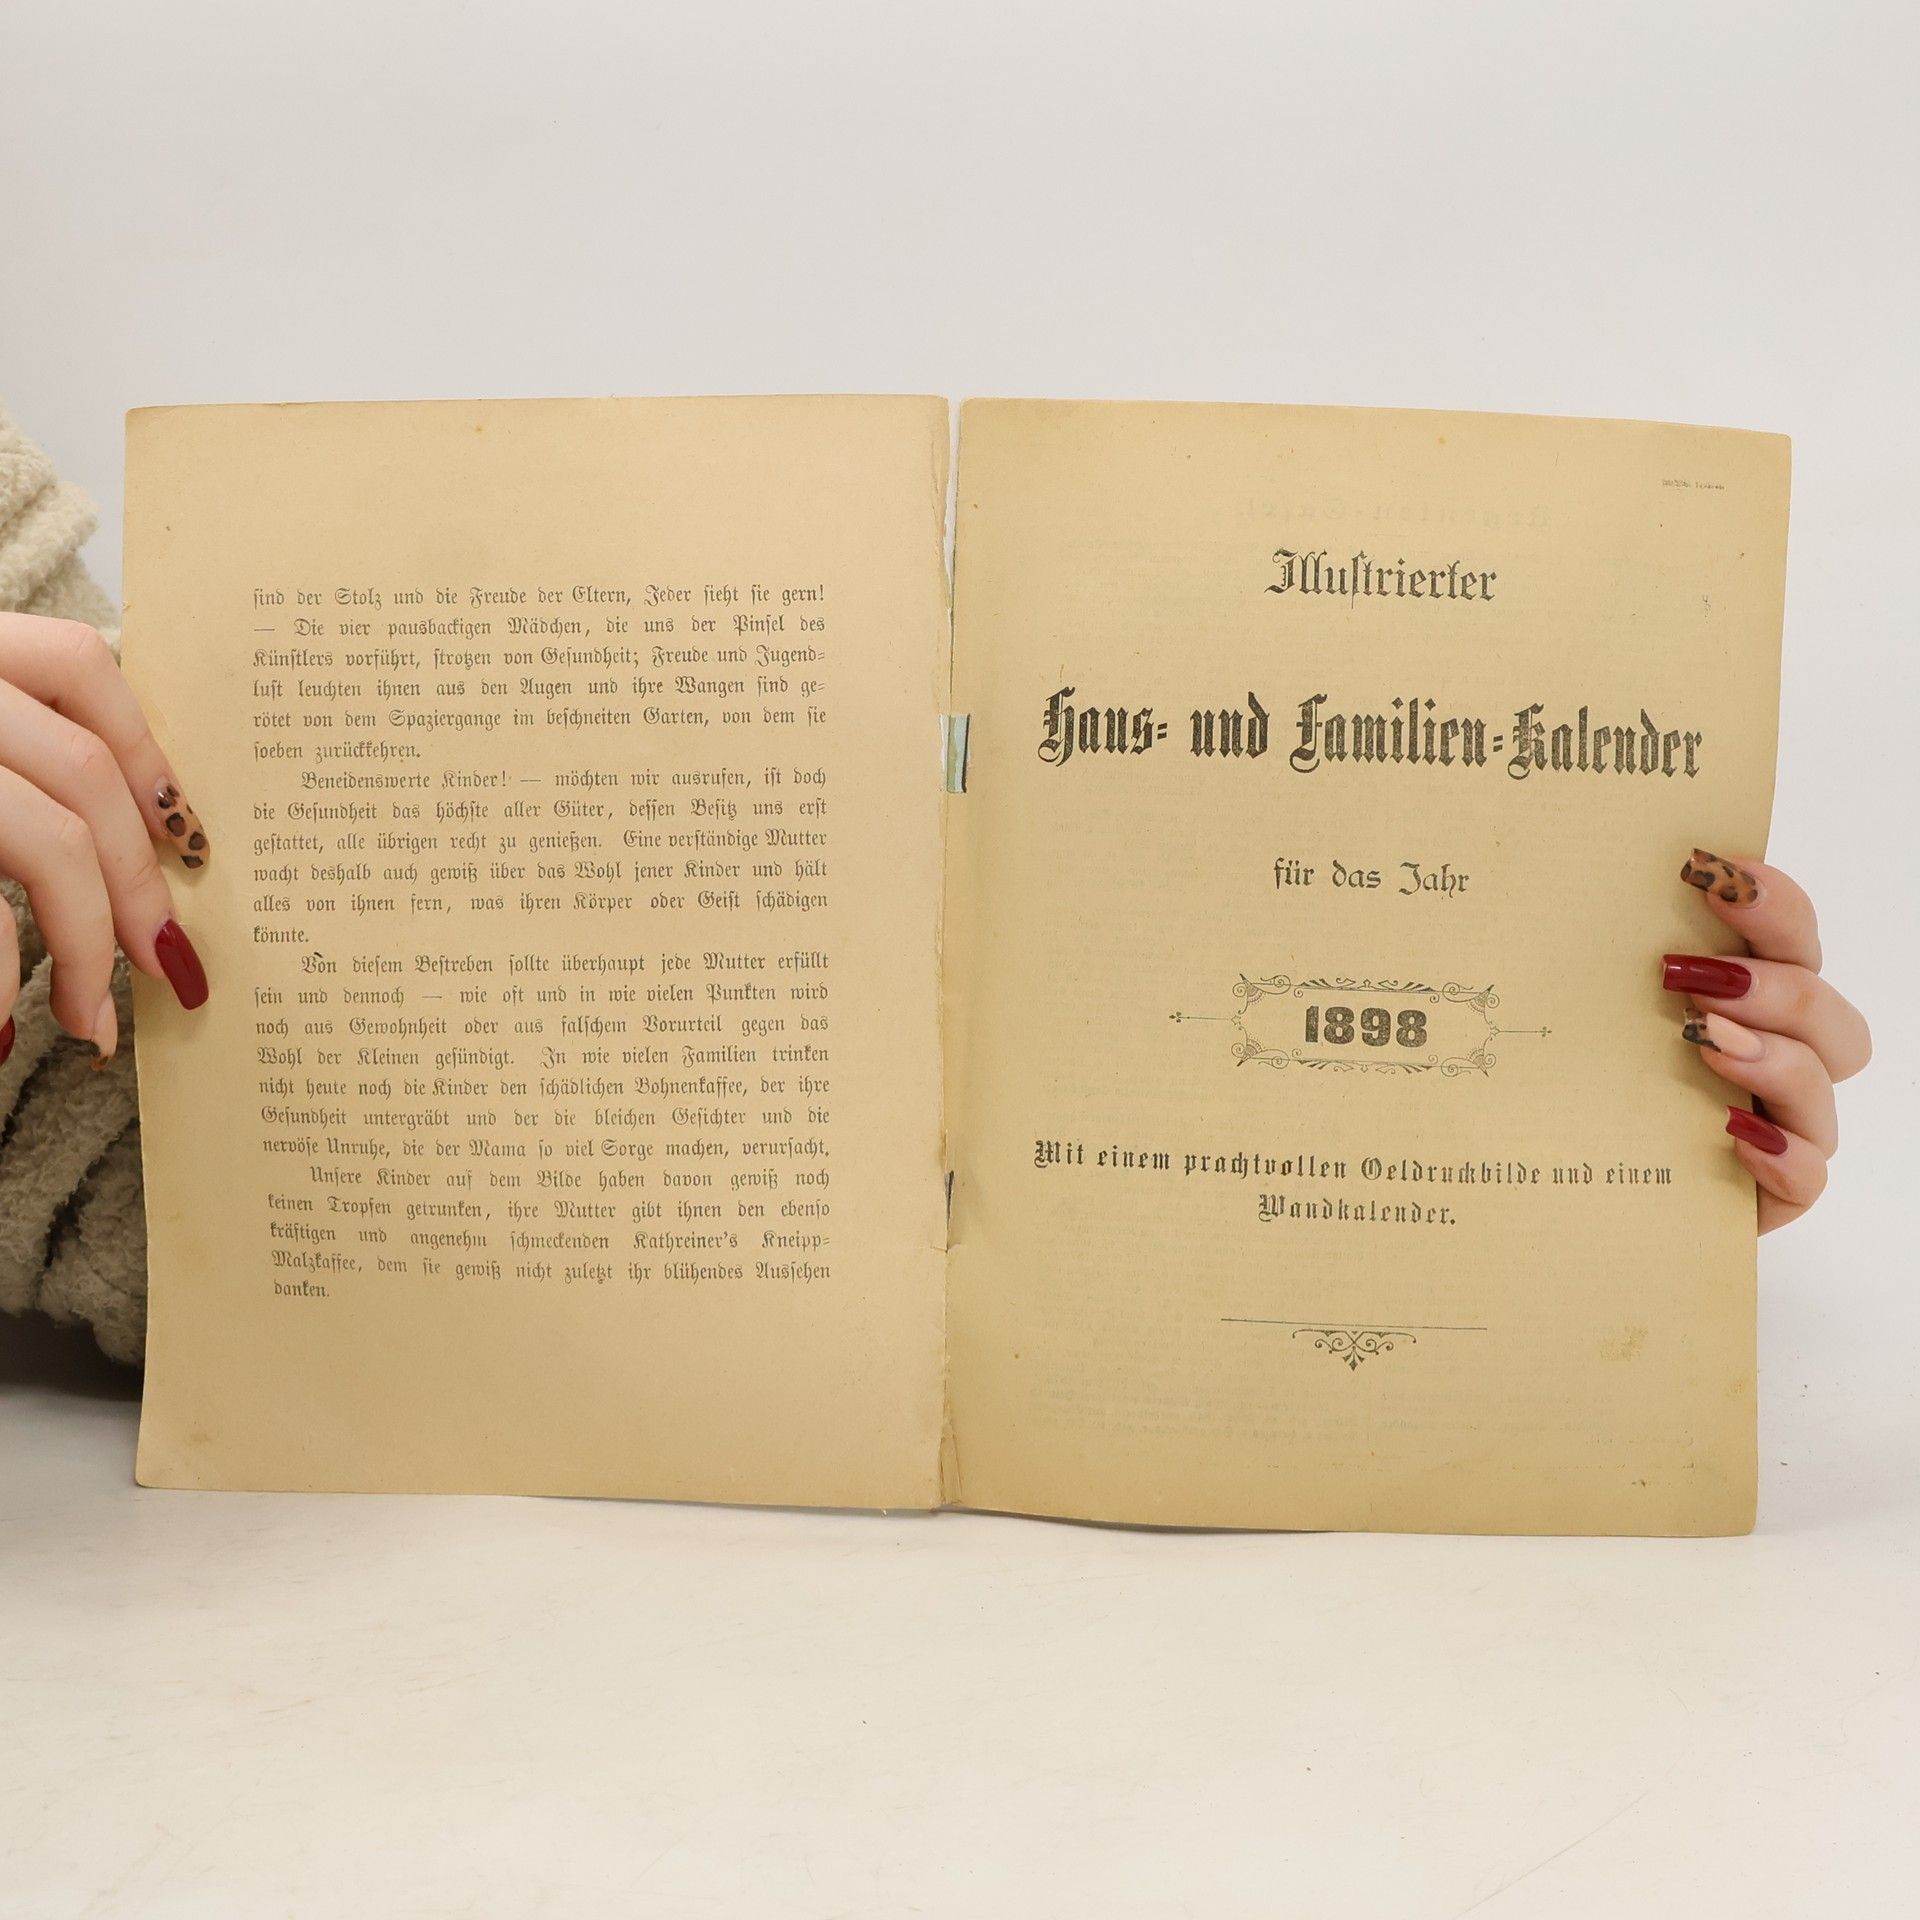 sind der Stolz und die Freude der Eltern, Jeder sieht sie gern!
— Die vier pausbackigen Mädchen, die uns der Pinsel des
Künstlers vorführt, strotzen von Gesundheit; Freude und Jugend-
lust leuchten ihnen aus den Augen und ihre Wangen sind ge-
rötet von dem Spaziergange im beschneiten Garten, von dem sie
soeben zurückkehren.
Beneidenswerte Kinder! — möchten wir ausrufen, ist doch
die Gesundheit das höchste aller Güter, dessen Besitz uns erst
gestattet, alle übrigen recht zu genießen. Eine verständige Mutter
wacht deshalb auch gewiß über das Wohl jener Kinder und hält
alles von ihnen fern, was ihren Körper oder Geist schädigen
könnte.
Von diesem Bestreben sollte überhaupt jede Mutter erfüllt
sein und dennoch — wie oft und in wie vielen Punkten wird
noch aus Gewohnheit oder aus falschem Vorurteil gegen das
Wohl der Kleinen gesündigt. In wie vielen Familien trinken
nicht heute noch die Kinder den schädlichen Bohnenkaffee, der ihre
Gesundheit untergräbt und der die bleichen Gesichter und die
nervöse Unruhe, die der Mama so viel Sorge machen, verursacht.
Unsere Kinder auf dem Bilde haben davon gewiß noch
keinen Tropfen getrunken, ihre Mutter gibt ihnen den ebenso
kräftigen und angenehm schmeckenden Kathreiner's Kneipp-
Malzkaffee, dem sie gewiß nicht zuletzt ihr blühendes Aussehen
danken.
Illustrierter
Haus- und Familien-Kalender
für das Jahr
1898
Mit einem prachtvollen Oeldruckbilde und einem
Wandkalender.